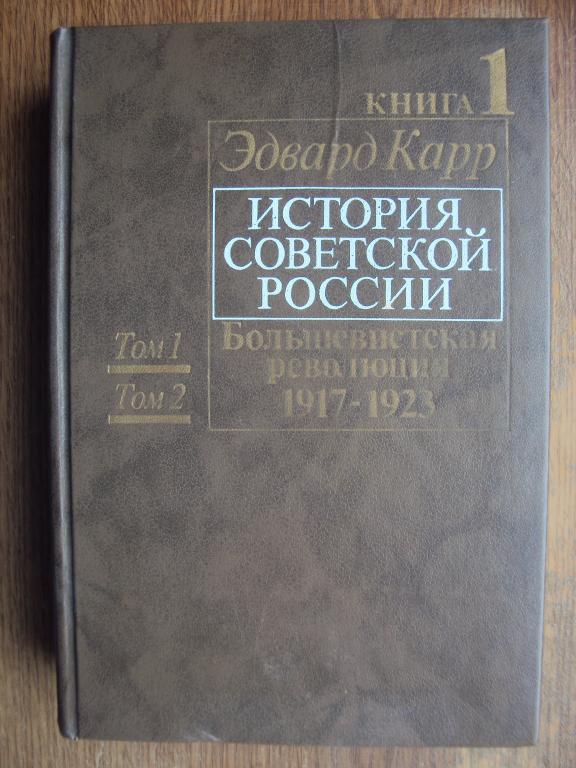 КНИГА 1
Эдвард Карр
ИСТОРИЯ
СОВЕТСКОЙ
РОССИИ
Большевистская
революция
1917-1923
Том 1
Том 2